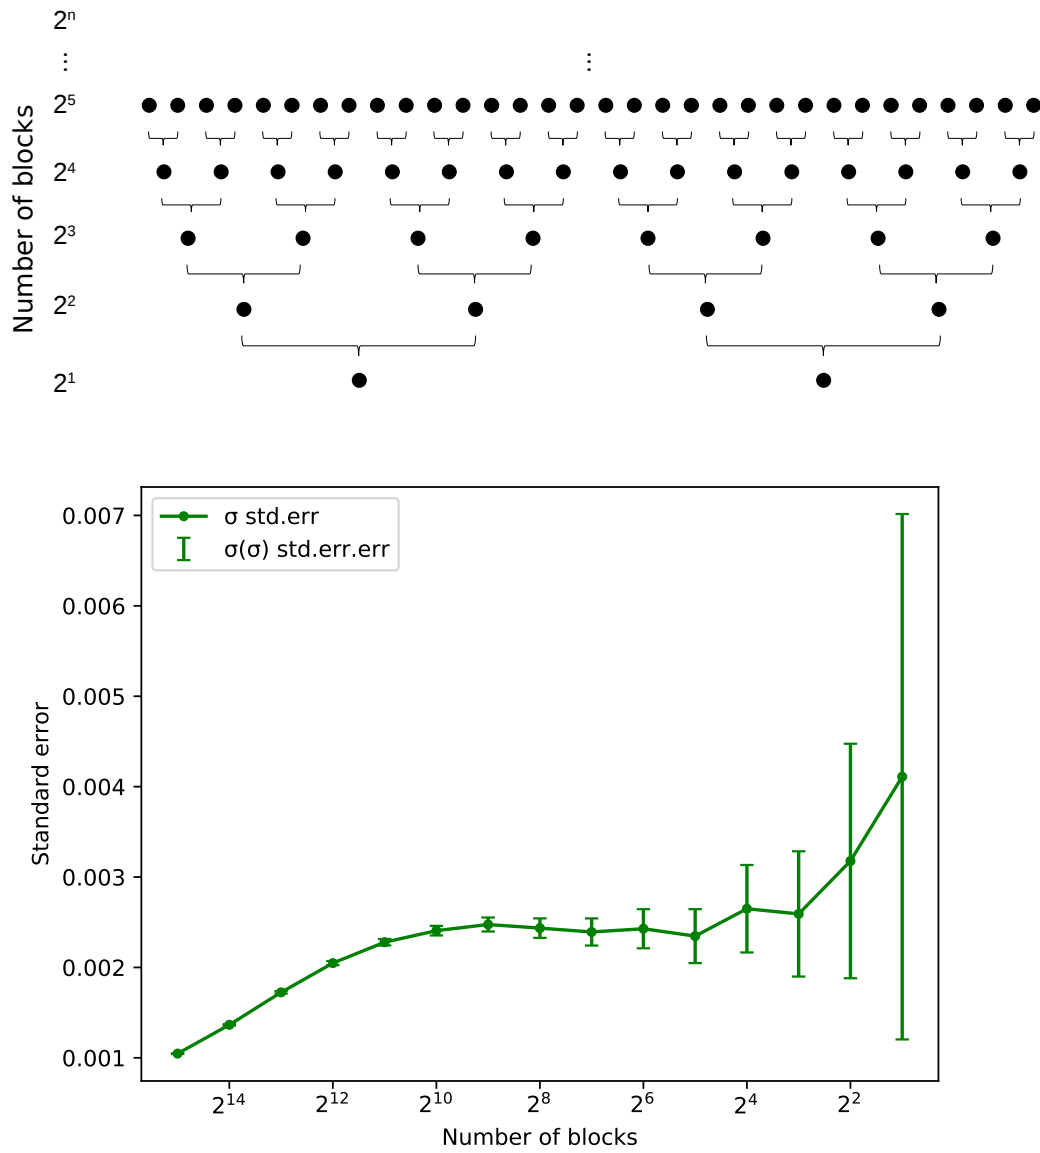 2ⁿ
⋮ ⋮
2⁵
2⁴
2³
2²
2¹
Number of blocks
σ std.err
σ(σ) std.err.err
0.007
0.006
0.005
0.004
0.003
0.002
0.001
Standard error
2¹⁴ 2¹² 2¹⁰ 2⁸ 2⁶ 2⁴ 2²
Number of blocks